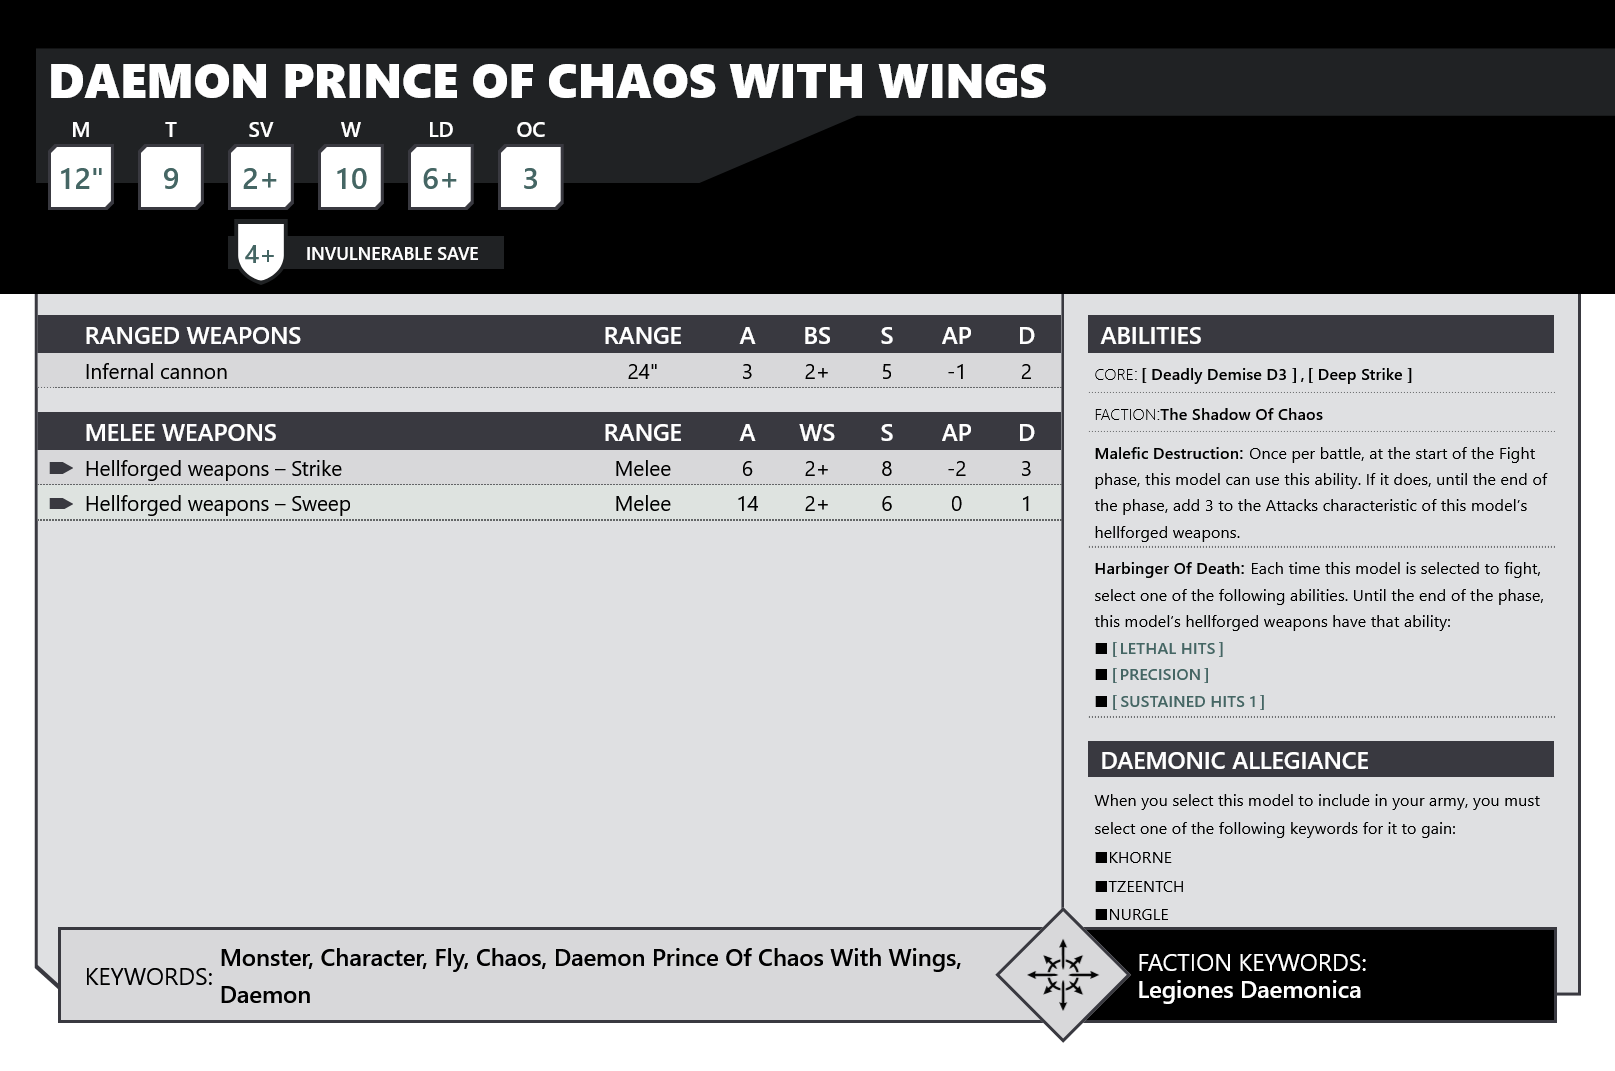 DAEMON PRINCE OF CHAOS WITH WINGS
M T SV W LD OC
12" 9 2+ 10 6+ 3
4+ INVULNERABLE SAVE
RANGED WEAPONS RANGE A BS S AP D
Infernal cannon 24" 3 2+ 5 -1 2
MELEE WEAPONS RANGE A WS S AP D
Hellforged weapons – Strike Melee 6 2+ 8 -2 3
Hellforged weapons – Sweep Melee 14 2+ 6 0 1
ABILITIES
CORE: [ Deadly Demise D3 ] , [ Deep Strike ]
FACTION:The Shadow Of Chaos
Malefic Destruction: Once per battle, at the start of the Fight
phase, this model can use this ability. If it does, until the end of
the phase, add 3 to the Attacks characteristic of this model’s
hellforged weapons.
Harbinger Of Death: Each time this model is selected to fight,
select one of the following abilities. Until the end of the phase,
this model’s hellforged weapons have that ability:
■ [ LETHAL HITS ]
■ [ PRECISION ]
■ [ SUSTAINED HITS 1 ]
DAEMONIC ALLEGIANCE
When you select this model to include in your army, you must
select one of the following keywords for it to gain:
■KHORNE
■TZEENTCH
■NURGLE
KEYWORDS: Monster, Character, Fly, Chaos, Daemon Prince Of Chaos With Wings,
Daemon
FACTION KEYWORDS:
Legiones Daemonica